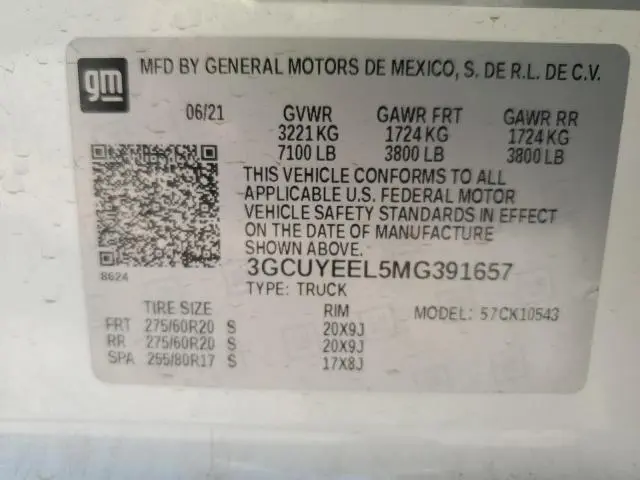 gm
MFD BY GENERAL MOTORS DE MEXICO, S. DE R.L. DE C.V.
06/21 GVWR GAWR FRT GAWR RR
3221 KG 1724 KG 1724 KG
7100 LB 3800 LB 3800 LB
THIS VEHICLE CONFORMS TO ALL
APPLICABLE U.S. FEDERAL MOTOR
VEHICLE SAFETY STANDARDS IN EFFECT
ON THE DATE OF MANUFACTURE
SHOWN ABOVE.
8624 3GCUYEEL5MG391657
TYPE: TRUCK
TIRE SIZE RIM MODEL: 57CK10543
FRT 275/60R20 S 20X9J
RR 275/60R20 S 20X9J
SPA 255/80R17 S 17X8J